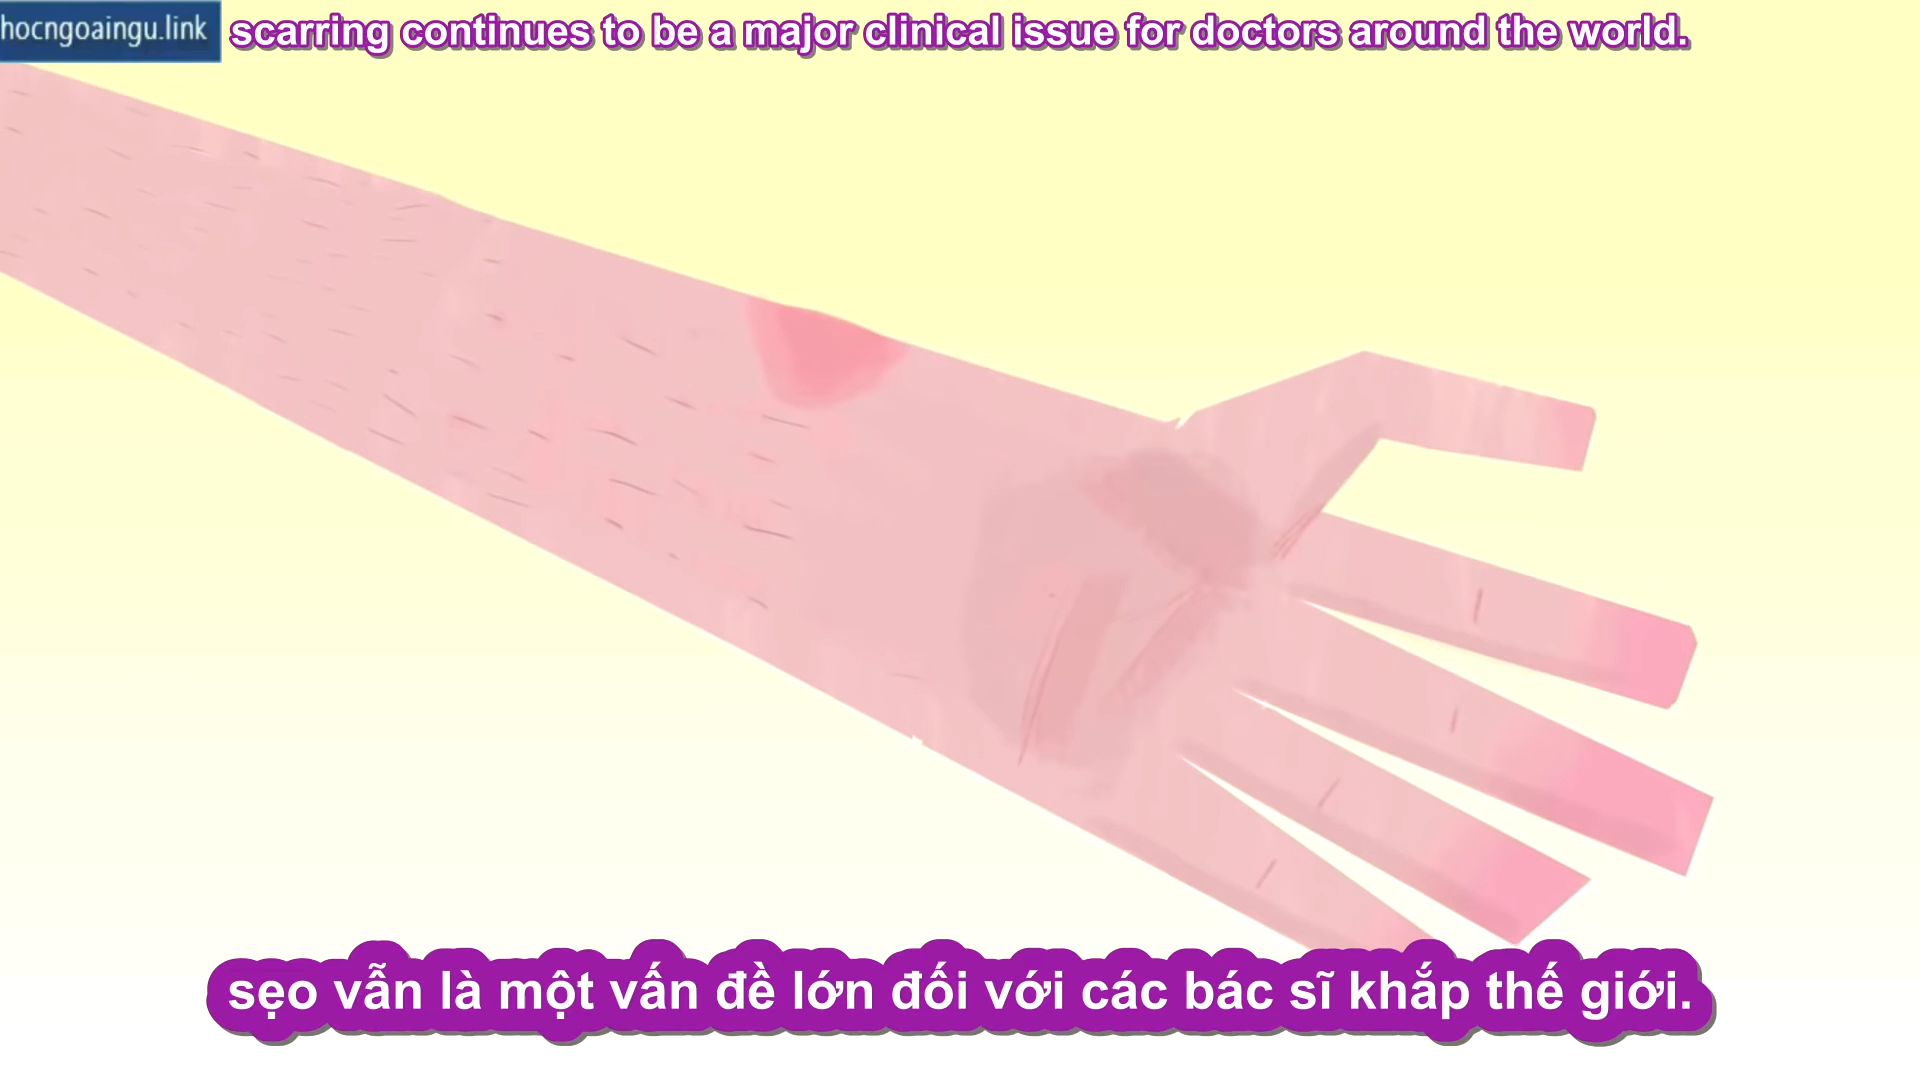 hocngoaingu.link
scarring continues to be a major clinical issue for doctors around the world.
sẹo vẫn là một vấn đề lớn đối với các bác sĩ khắp thế giới.